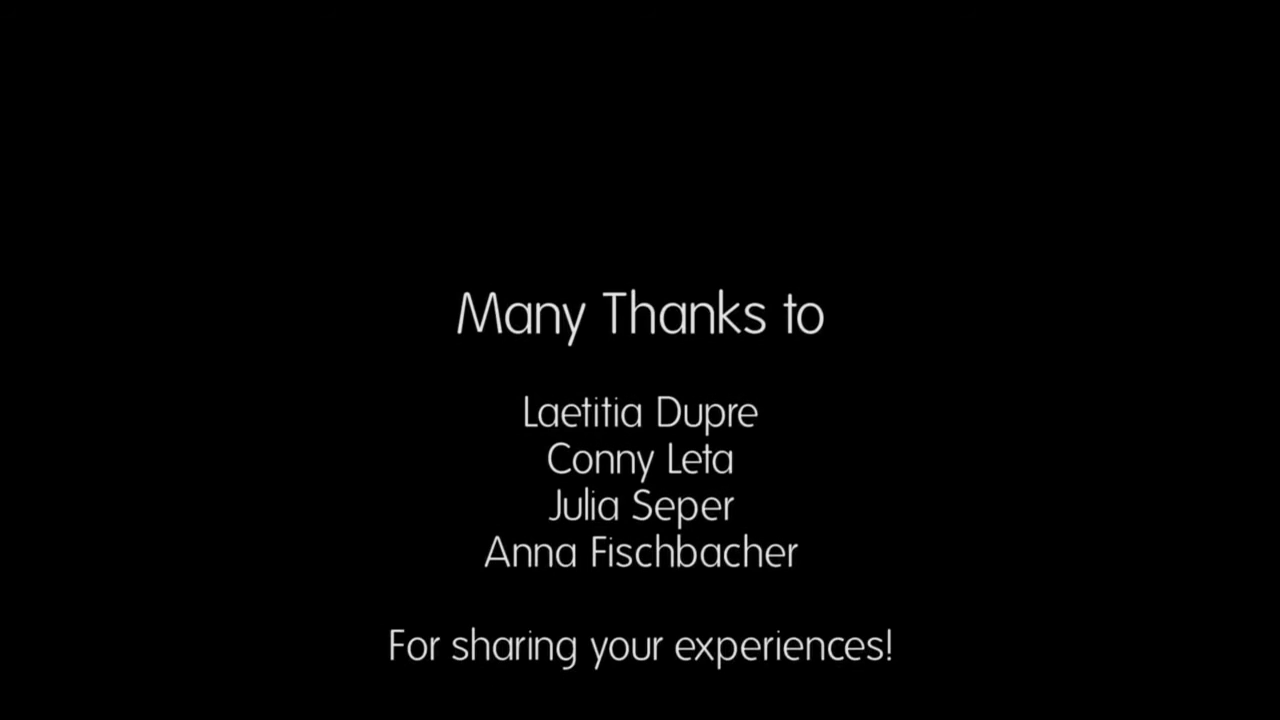 Many Thanks to
Laetitia Dupre
Conny Leta
Julia Seper
Anna Fischbacher
For sharing your experiences!